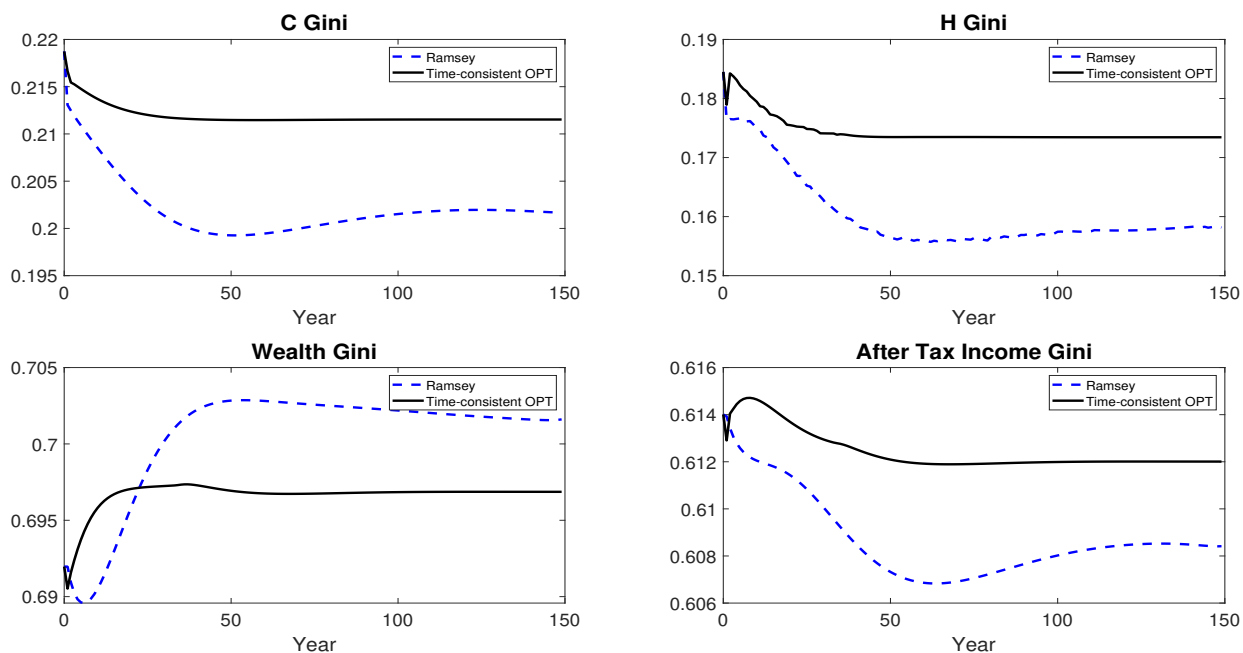 C Gini
0.22
0.215
0.21
0.205
0.2
0.195
0
50
100
150
Year
Ramsey
Time-consistent OPT
H Gini
0.19
0.18
0.17
0.16
0.15
0
50
100
150
Year
Ramsey
Time-consistent OPT
Wealth Gini
0.705
0.7
0.695
0.69
0
50
100
150
Year
Ramsey
Time-consistent OPT
After Tax Income Gini
0.616
0.614
0.612
0.61
0.608
0.606
0
50
100
150
Year
Ramsey
Time-consistent OPT